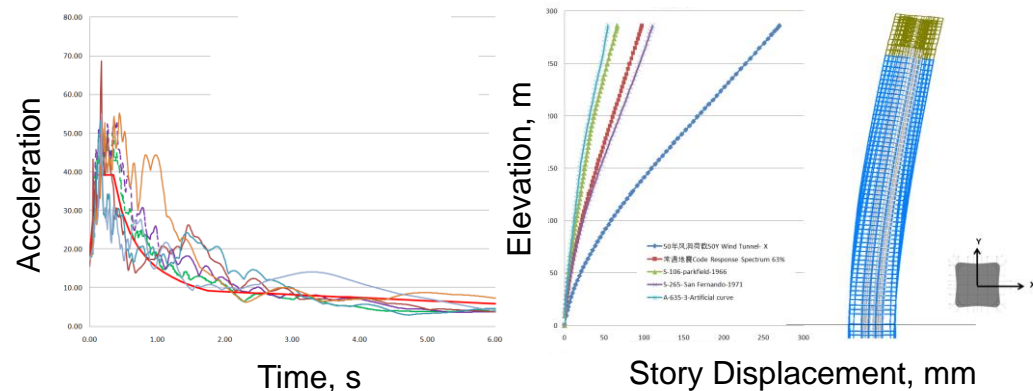 80.00
70.00
60.00
50.00
40.00
30.00
20.00
10.00
0.00
0.00 1.00 2.00 3.00 4.00 5.00 6.00
Acceleration
Time, s
300
250
200
150
100
50
0
0 50 100 150 200 250 300
Elevation, m
Story Displacement, mm
50年风洞荷载50Y Wind Tunnel- X
常遇地震Code Response Spectrum 63%
S-106-parkfield-1966
S-265- San Fernando-1971
A-635-3-Artificial curve
Y
X